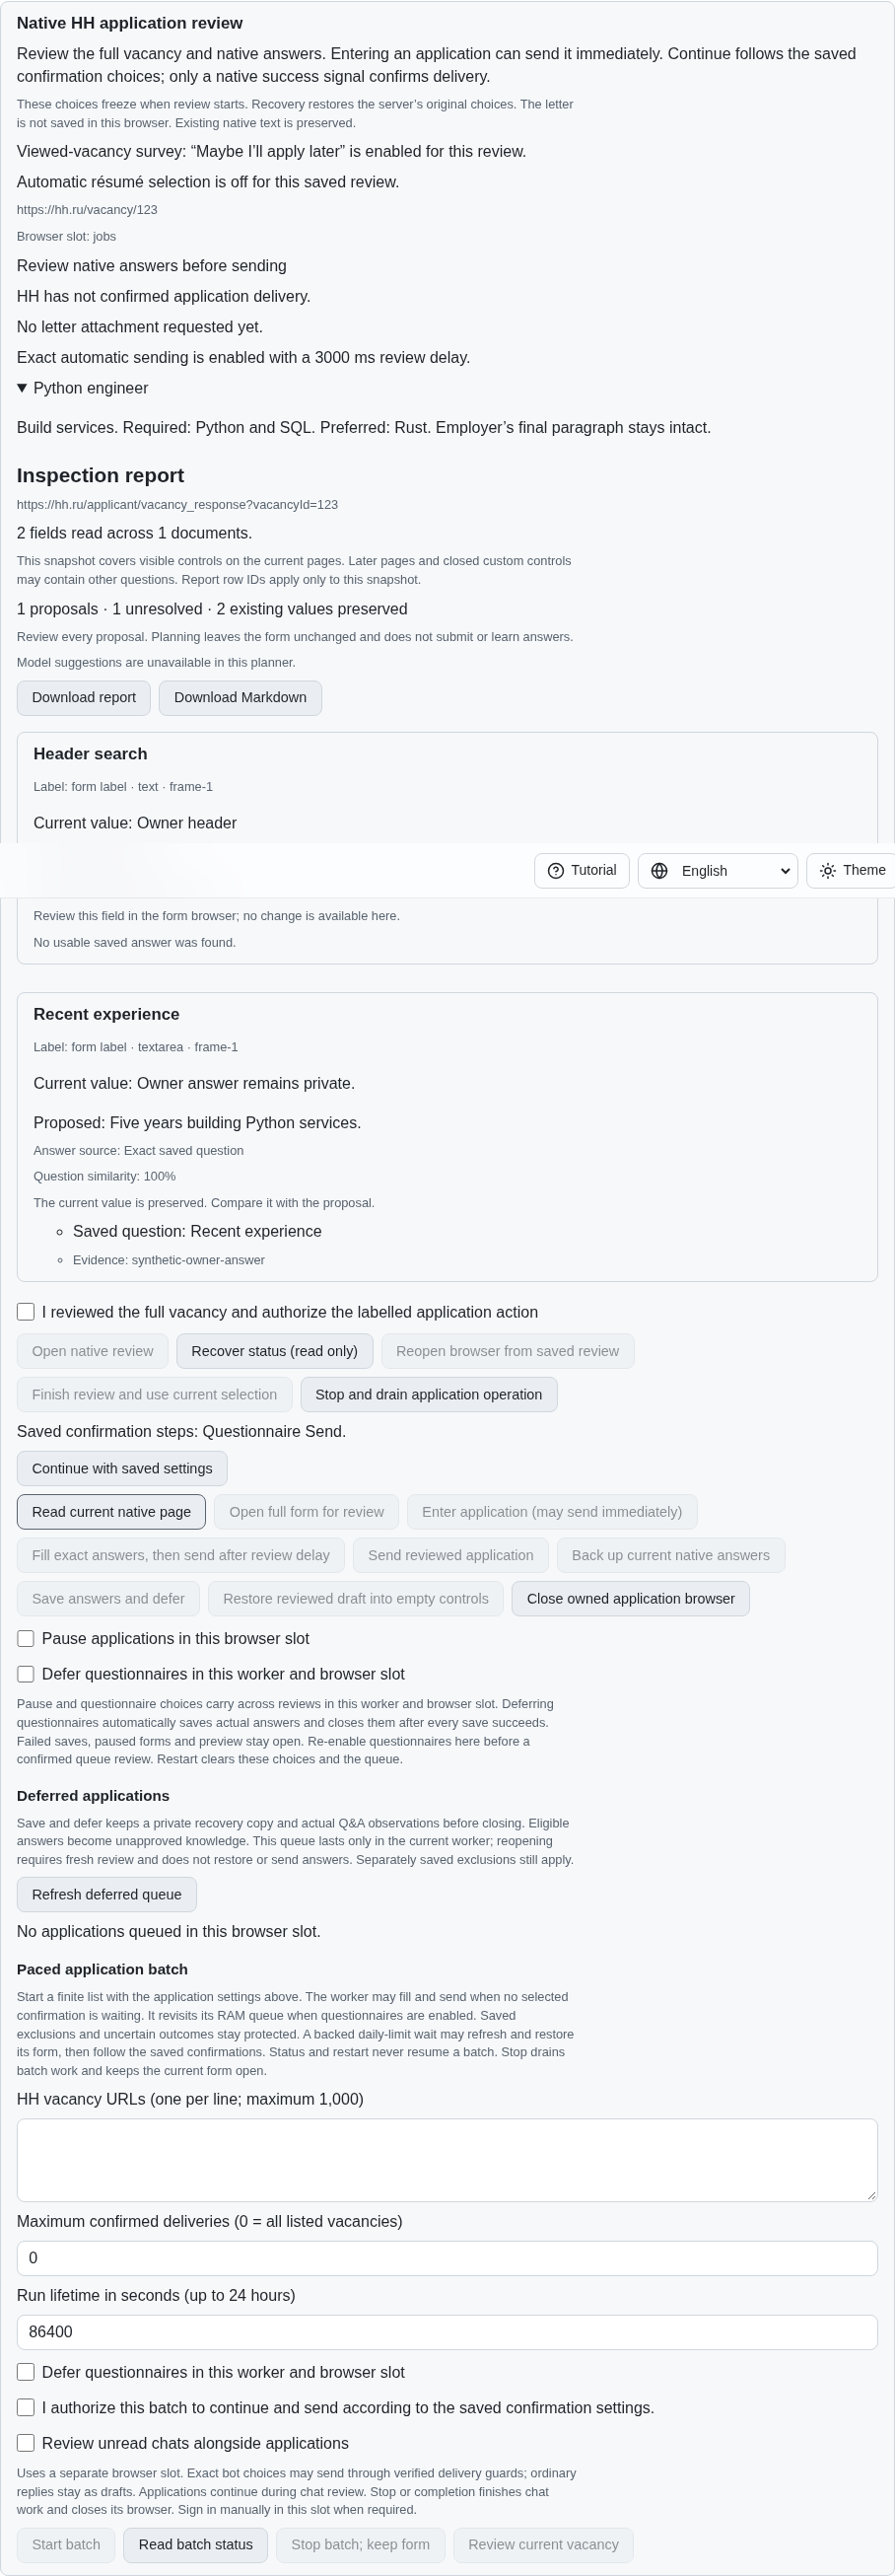 Native HH application review
Review the full vacancy and native answers. Entering an application can send it immediately. Continue follows the saved
confirmation choices; only a native success signal confirms delivery.
These choices freeze when review starts. Recovery restores the server’s original choices. The letter
is not saved in this browser. Existing native text is preserved.
Viewed-vacancy survey: “Maybe I’ll apply later” is enabled for this review.
Automatic résumé selection is off for this saved review.
https://hh.ru/vacancy/123
Browser slot: jobs
Review native answers before sending
HH has not confirmed application delivery.
No letter attachment requested yet.
Exact automatic sending is enabled with a 3000 ms review delay.
Python engineer
Build services. Required: Python and SQL. Preferred: Rust. Employer’s final paragraph stays intact.
Inspection report
https://hh.ru/applicant/vacancy_response?vacancyId=123
2 fields read across 1 documents.
This snapshot covers visible controls on the current pages. Later pages and closed custom controls
may contain other questions. Report row IDs apply only to this snapshot.
1 proposals · 1 unresolved · 2 existing values preserved
Review every proposal. Planning leaves the form unchanged and does not submit or learn answers.
Model suggestions are unavailable in this planner.
Download report Download Markdown
Header search
Label: form label · text · frame-1
Current value: Owner header
Tutorial English Theme
Review this field in the form browser; no change is available here.
No usable saved answer was found.
Recent experience
Label: form label · textarea · frame-1
Current value: Owner answer remains private.
Proposed: Five years building Python services.
Answer source: Exact saved question
Question similarity: 100%
The current value is preserved. Compare it with the proposal.
Saved question: Recent experience
Evidence: synthetic-owner-answer
I reviewed the full vacancy and authorize the labelled application action
Open native review Recover status (read only) Reopen browser from saved review
Finish review and use current selection Stop and drain application operation
Saved confirmation steps: Questionnaire Send.
Continue with saved settings
Read current native page Open full form for review Enter application (may send immediately)
Fill exact answers, then send after review delay Send reviewed application Back up current native answers
Save answers and defer Restore reviewed draft into empty controls Close owned application browser
Pause applications in this browser slot
Defer questionnaires in this worker and browser slot
Pause and questionnaire choices carry across reviews in this worker and browser slot. Deferring
questionnaires automatically saves actual answers and closes them after every save succeeds.
Failed saves, paused forms and preview stay open. Re-enable questionnaires here before a
confirmed queue review. Restart clears these choices and the queue.
Deferred applications
Save and defer keeps a private recovery copy and actual Q&A observations before closing. Eligible
answers become unapproved knowledge. This queue lasts only in the current worker; reopening
requires fresh review and does not restore or send answers. Separately saved exclusions still apply.
Refresh deferred queue
No applications queued in this browser slot.
Paced application batch
Start a finite list with the application settings above. The worker may fill and send when no selected
confirmation is waiting. It revisits its RAM queue when questionnaires are enabled. Saved
exclusions and uncertain outcomes stay protected. A backed daily-limit wait may refresh and restore
its form, then follow the saved confirmations. Status and restart never resume a batch. Stop drains
batch work and keeps the current form open.
HH vacancy URLs (one per line; maximum 1,000)
Maximum confirmed deliveries (0 = all listed vacancies)
0
Run lifetime in seconds (up to 24 hours)
86400
Defer questionnaires in this worker and browser slot
I authorize this batch to continue and send according to the saved confirmation settings.
Review unread chats alongside applications
Uses a separate browser slot. Exact bot choices may send through verified delivery guards; ordinary
replies stay as drafts. Applications continue during chat review. Stop or completion finishes chat
work and closes its browser. Sign in manually in this slot when required.
Start batch Read batch status Stop batch; keep form Review current vacancy